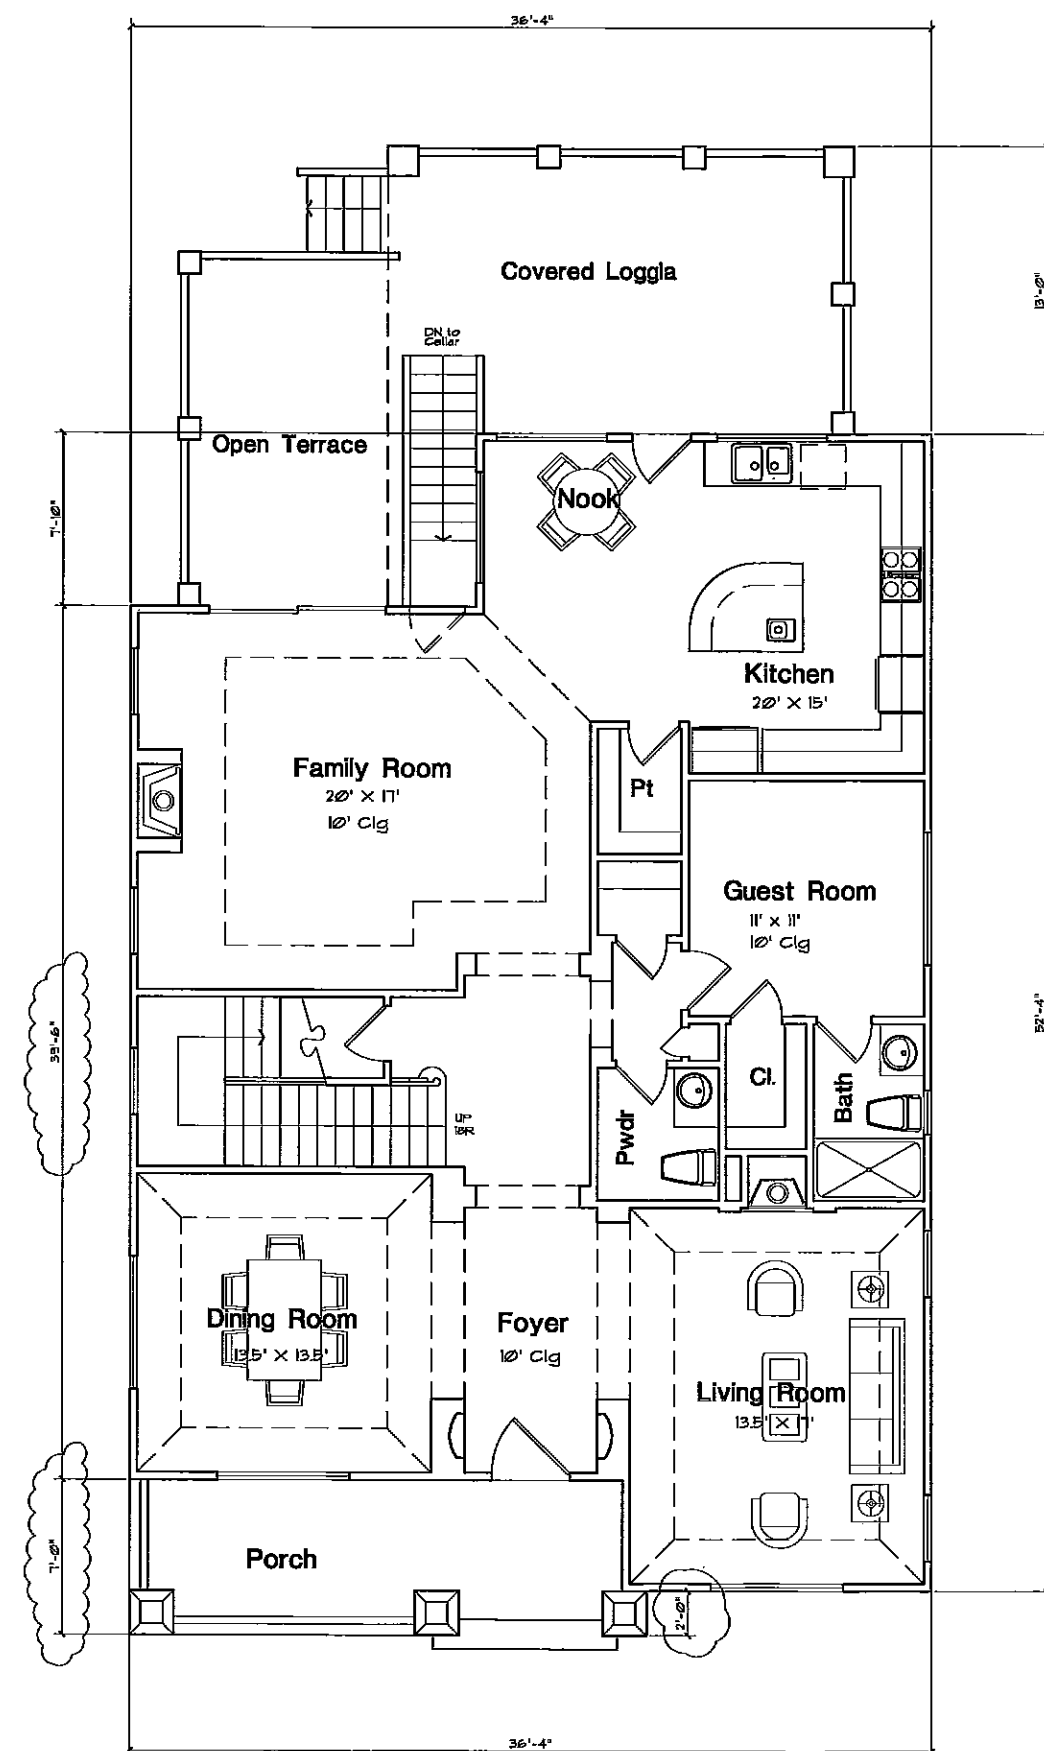 36'-4"
Covered Loggia
13'-0"
DN to
Cellar
Open Terrace
7'-10"
Nook
Kitchen
20' X 15'
Family Room
20' X 17'
10' Clg
Pt
Guest Room
11' x 11'
10' Clg
39'-6"
52'-4"
Cl.
Bath
UP
18R
Pwdr
Dining Room
13.5' X 13.5'
Foyer
10' Clg
Living Room
13.5' X 17'
Porch
7'-0"
2'-0"
36'-4"